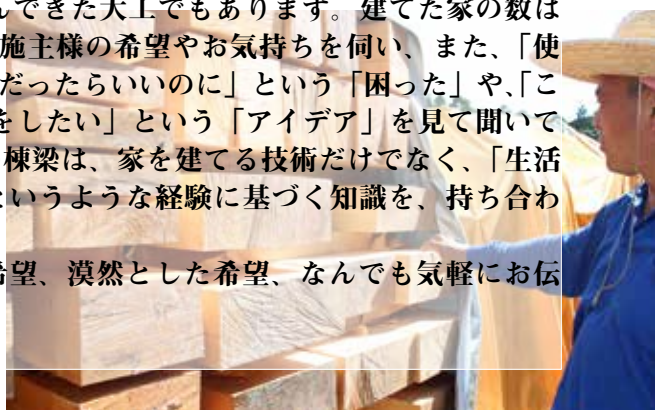 んできた大工でもあります。建てた家の数は
施主様の希望やお気持ちを伺い、また、「使
だったらいいのに」という「困った」や、「こ
をしたい」という「アイデア」を見て聞いて
棟梁は、家を建てる技術だけでなく、「生活
いうような経験に基づく知識を、持ち合わ
希望、漠然とした希望、なんでも気軽にお伝